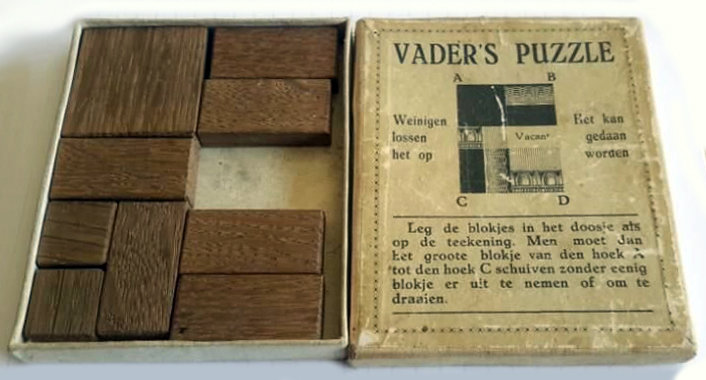 VADER'S PUZZLE
A B
Weinigen
lossen
het op
Vacant
Het kan
gedaan
worden
C D
Leg de blokjes in het doosje als
op de teekening. Men moet dan
het groote blokje van den hoek A
tot den hoek C schuiven zonder eenig
blokje er uit te nemen of om te
draaien.